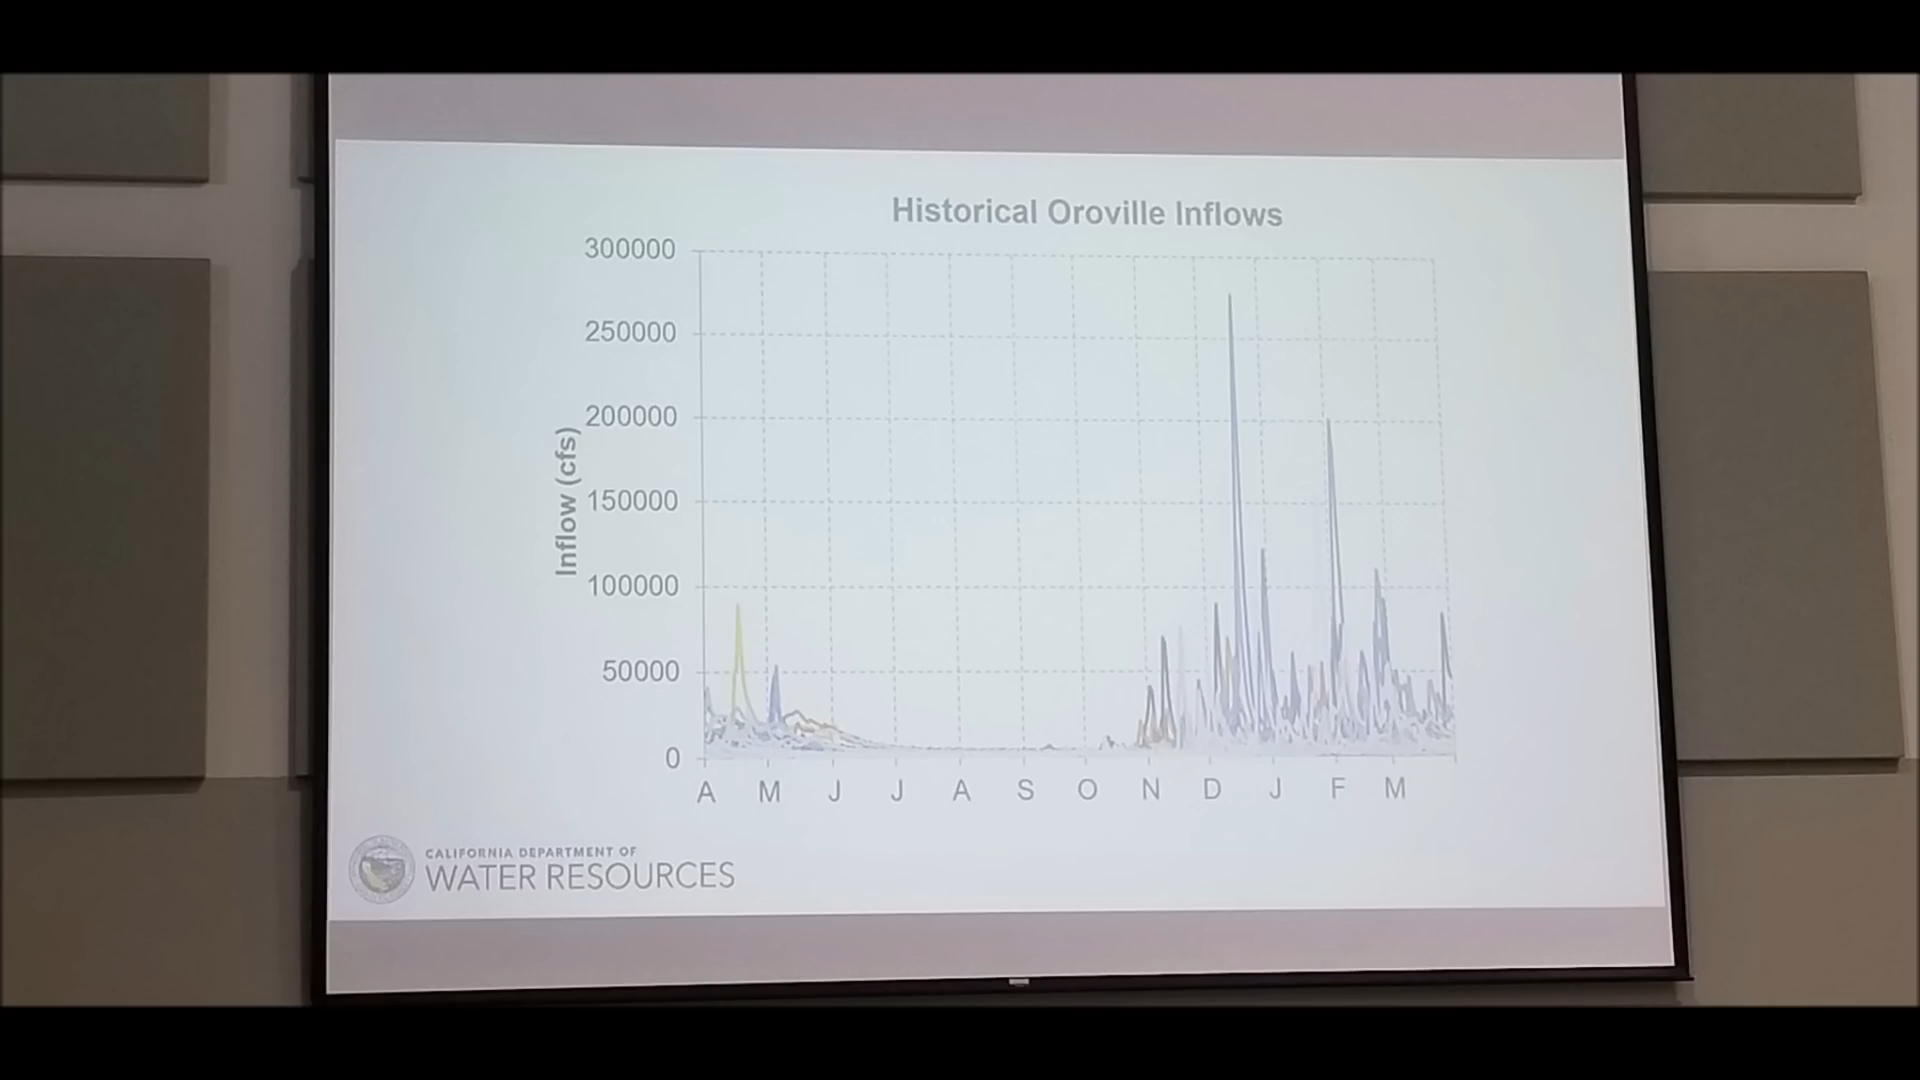 Historical Oroville Inflows
300000
250000
200000
150000
100000
50000
0
Inflow (cfs)
A M J J A S O N D J F M
CALIFORNIA DEPARTMENT OF
WATER RESOURCES